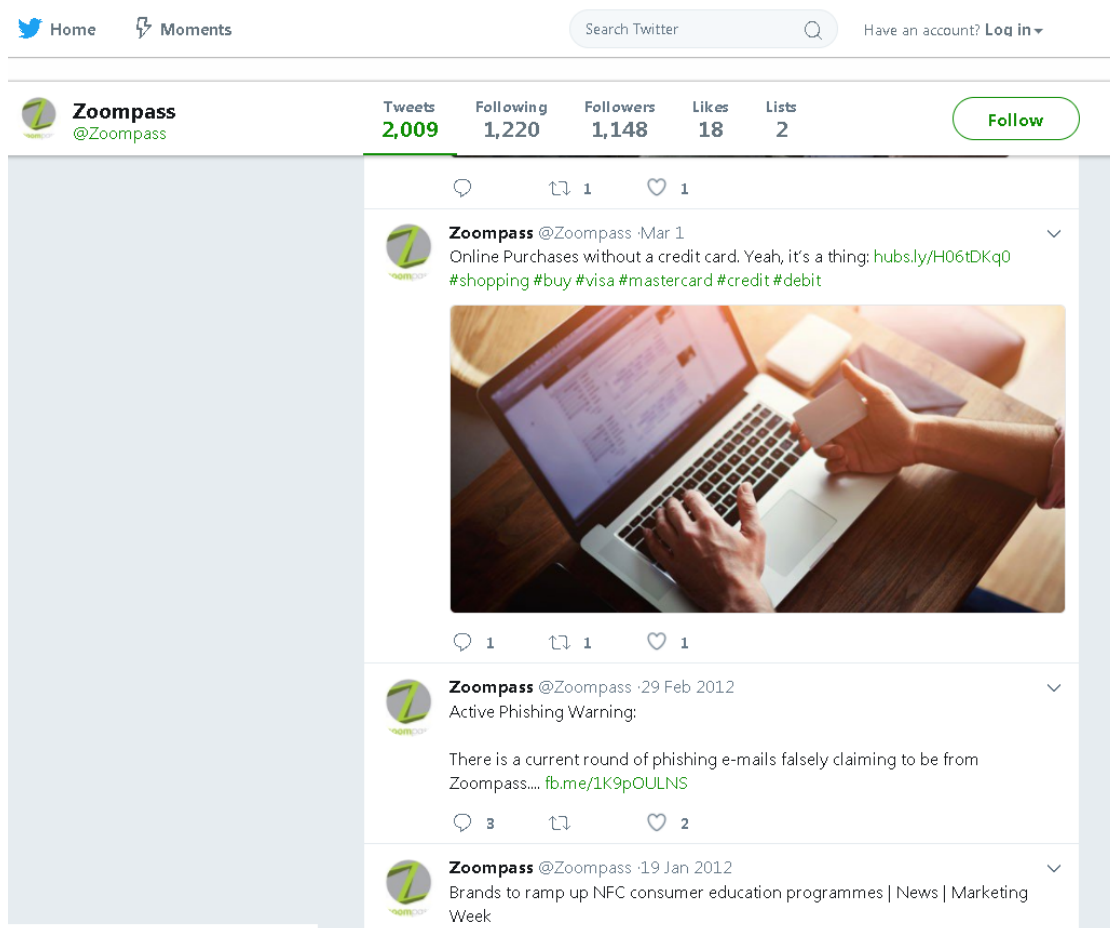 Home
Moments
Search Twitter
Have an account? Log in
Zoompass
@Zoompass
Tweets
2,009
Following
1,220
Followers
1,148
Likes
18
Lists
2
Follow
1
1
Zoompass @Zoompass ·Mar 1
Online Purchases without a credit card. Yeah, it's a thing: hubs.ly/H06tDKq0
#shopping #buy #visa #mastercard #credit #debit
1
1
1
Zoompass @Zoompass ·29 Feb 2012
Active Phishing Warning:
There is a current round of phishing e-mails falsely claiming to be from
Zoompass.... fb.me/1K9pOULNS
3
2
Zoompass @Zoompass ·19 Jan 2012
Brands to ramp up NFC consumer education programmes | News | Marketing
Week